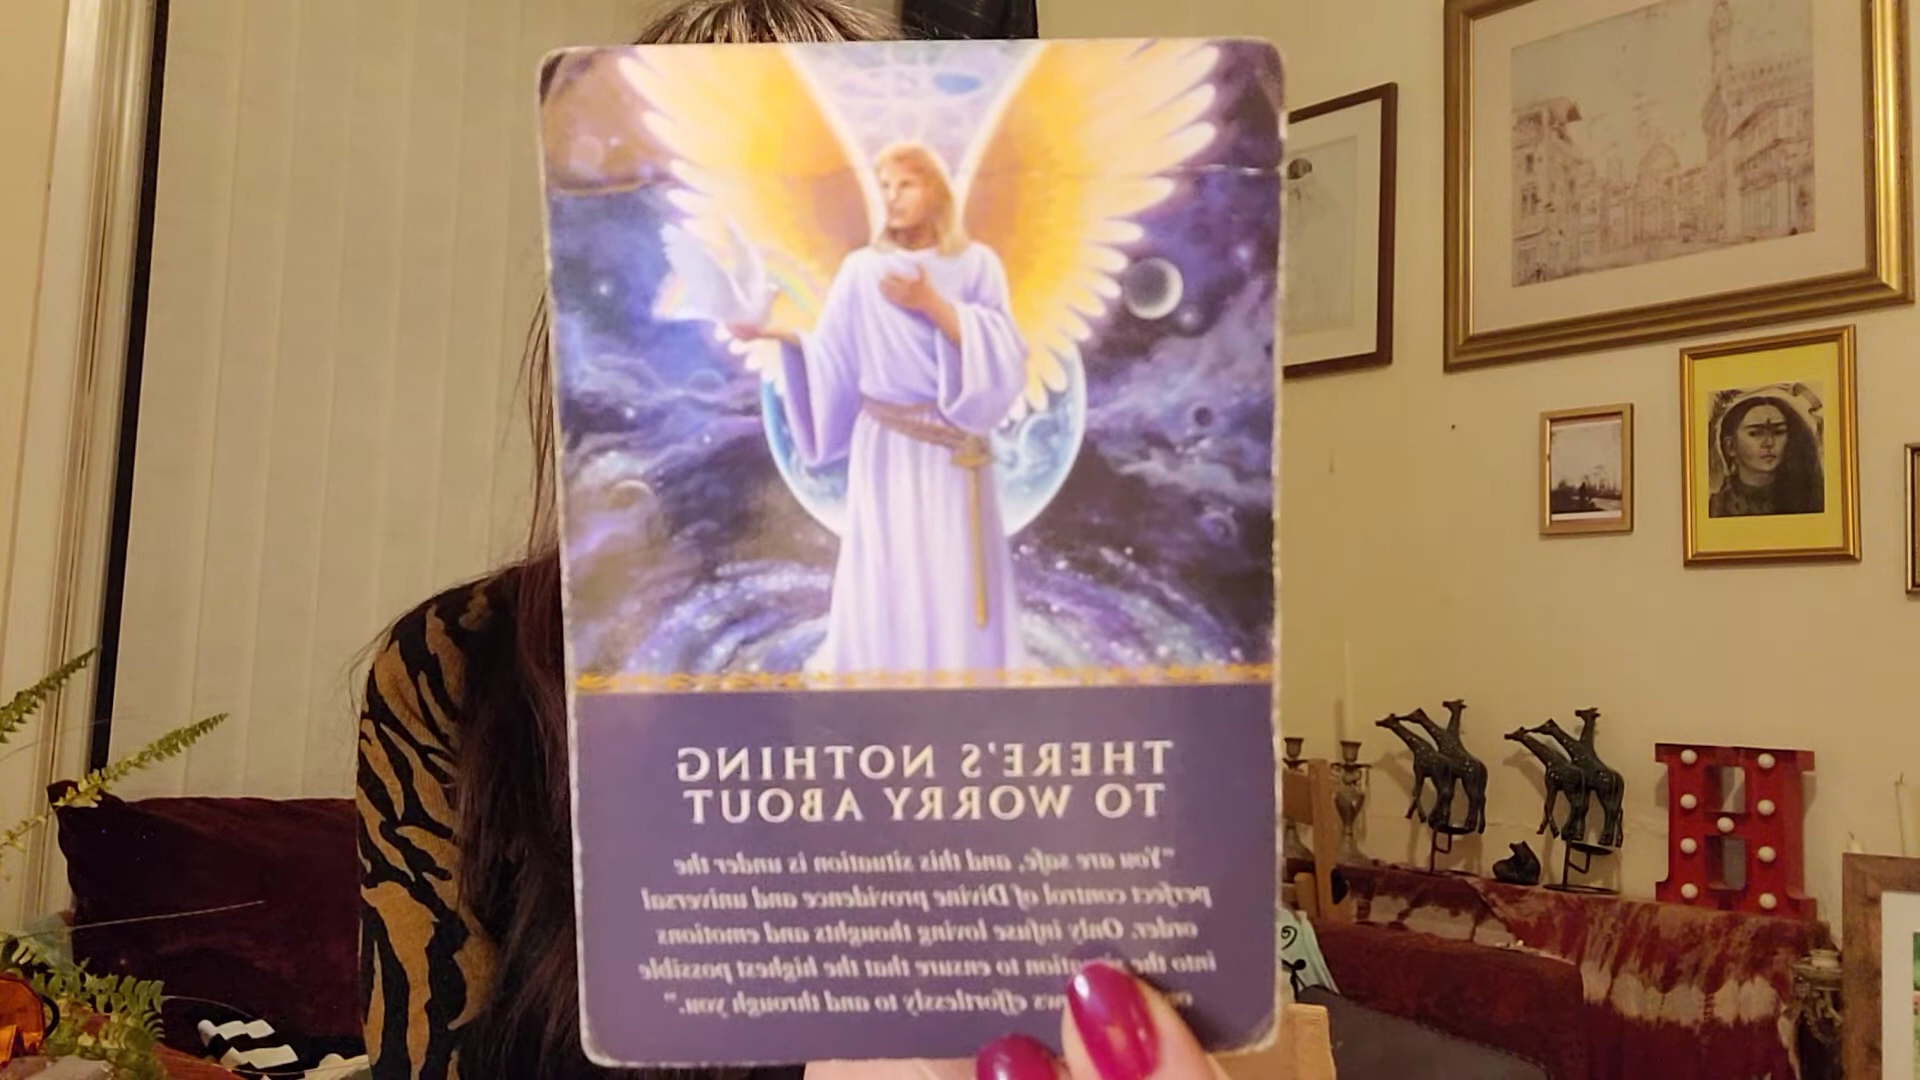 THERE'S NOTHING
TO WORRY ABOUT
"You are safe, and this situation is under the
perfect control of Divine providence and universal
order. Only infuse loving thoughts and emotions
into the situation to ensure that the highest possible
effortlessly to and through you."
H